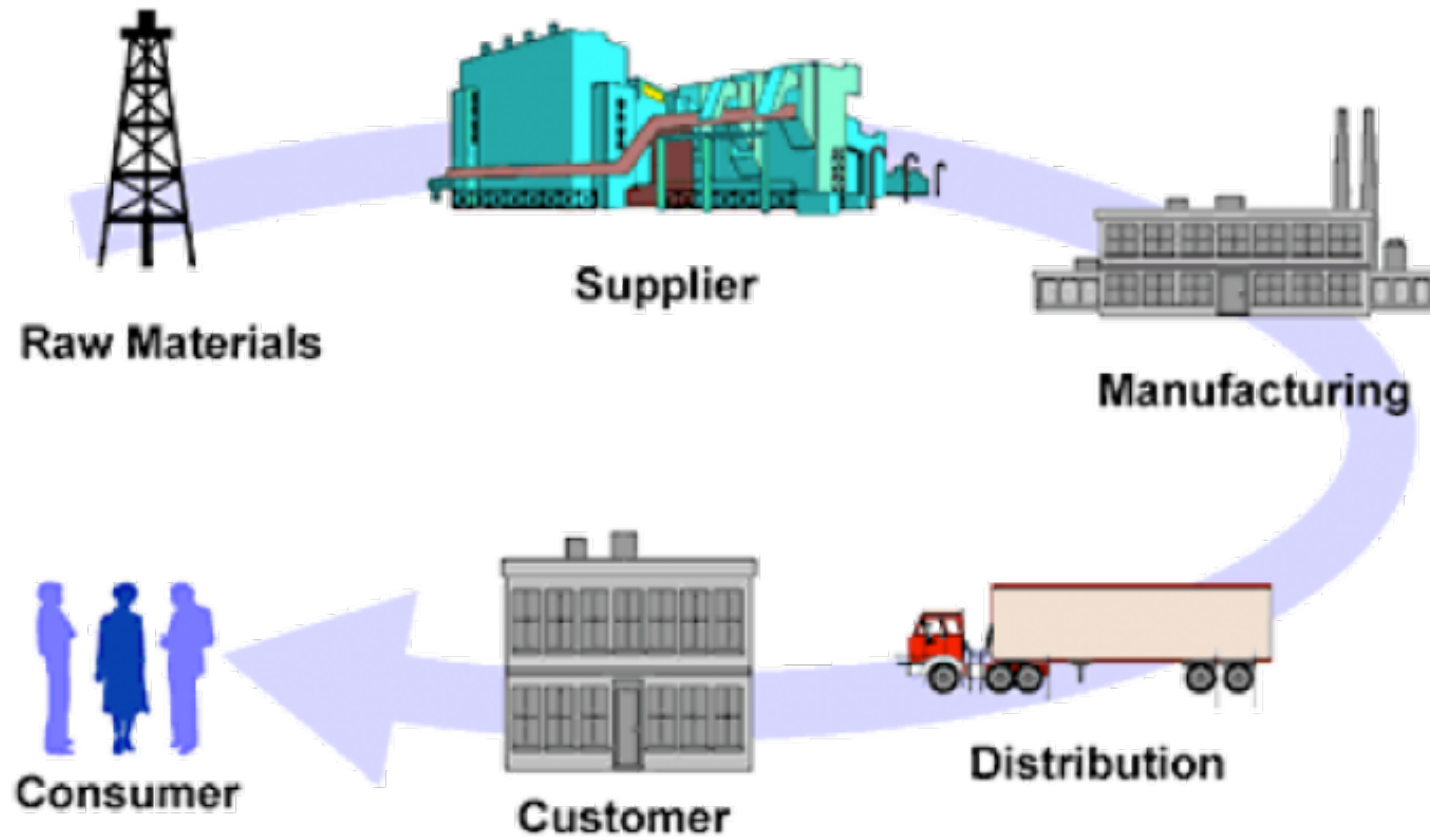 Raw Materials
Supplier
Manufacturing
Distribution
Customer
Consumer